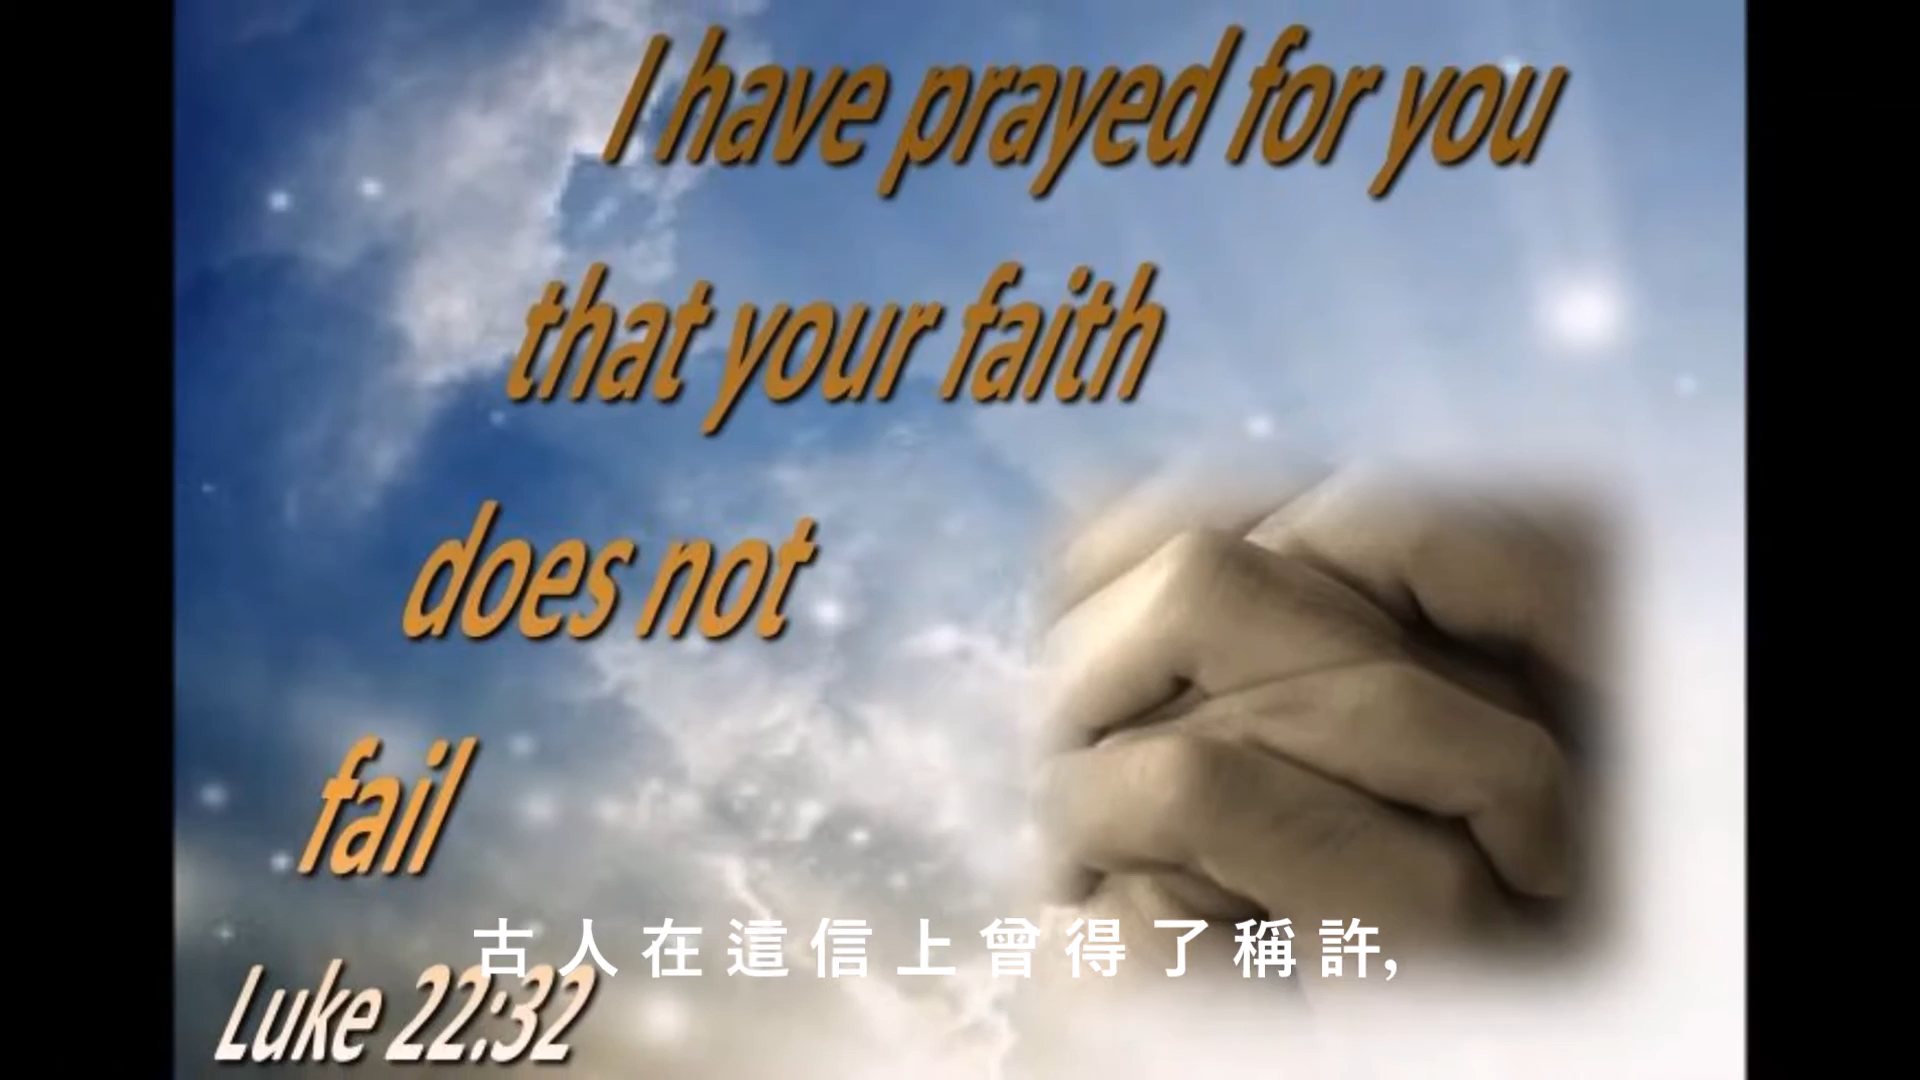 I have prayed for you
that your faith
does not
fail
古人在這信上曾得了稱許,
Luke 22:32